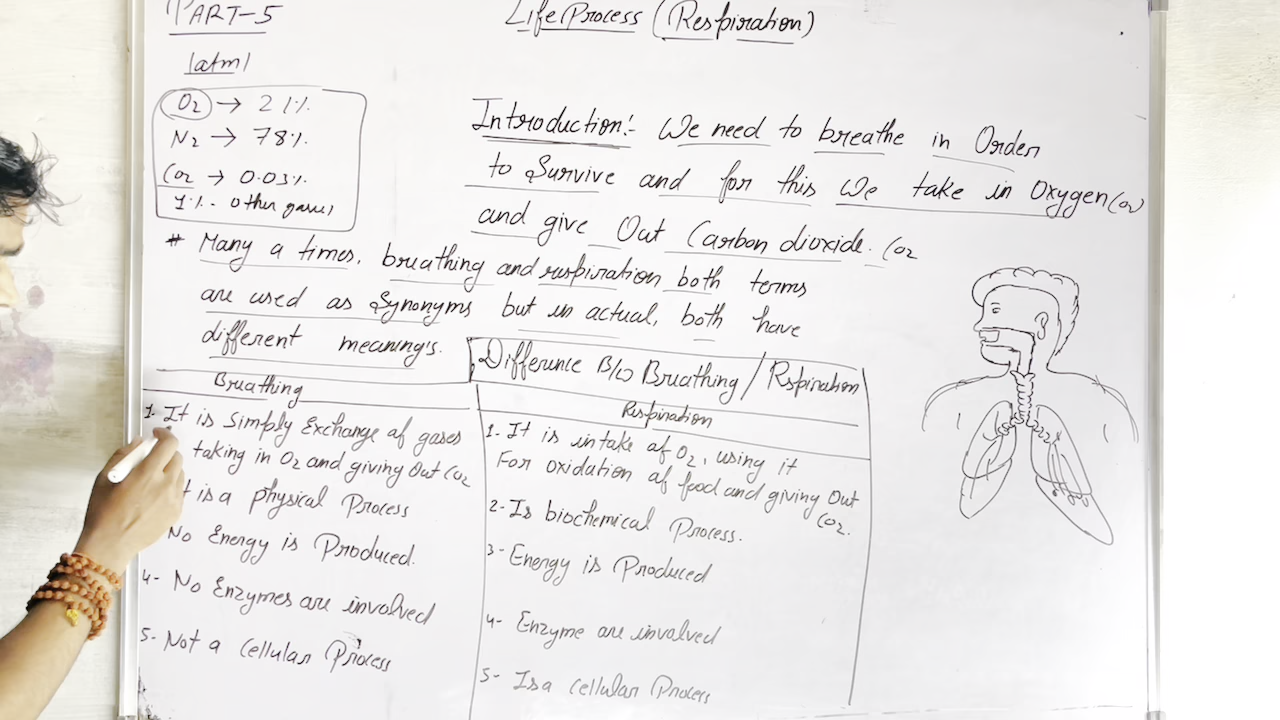 PART-5
Life Process (Respiration)
1atm
O2 → 21%.
N2 → 78%.
CO2 → 0.03%.
1%. other gases
Introduction:- We need to breathe in Order
to Survive and for this We take in Oxygen (O2)
and give Out Carbon dioxide. CO2
# Many a times, breathing and respiration both terms
are used as Synonyms but in actual, both have
different meaning's.
Difference B/w Breathing / Respiration
Breathing
1. It is simply Exchange of gases
taking in O2 and giving Out CO2
t is a physical Process
No Energy is Produced.
4- No Enzymes are involved
5- Not a Cellular Process
Respiration
1. It is intake of O2, using it
For oxidation of food and giving Out
CO2.
2- Is biochemical Process.
3- Energy is Produced
4- Enzyme are involved
5- Is a Cellular Process